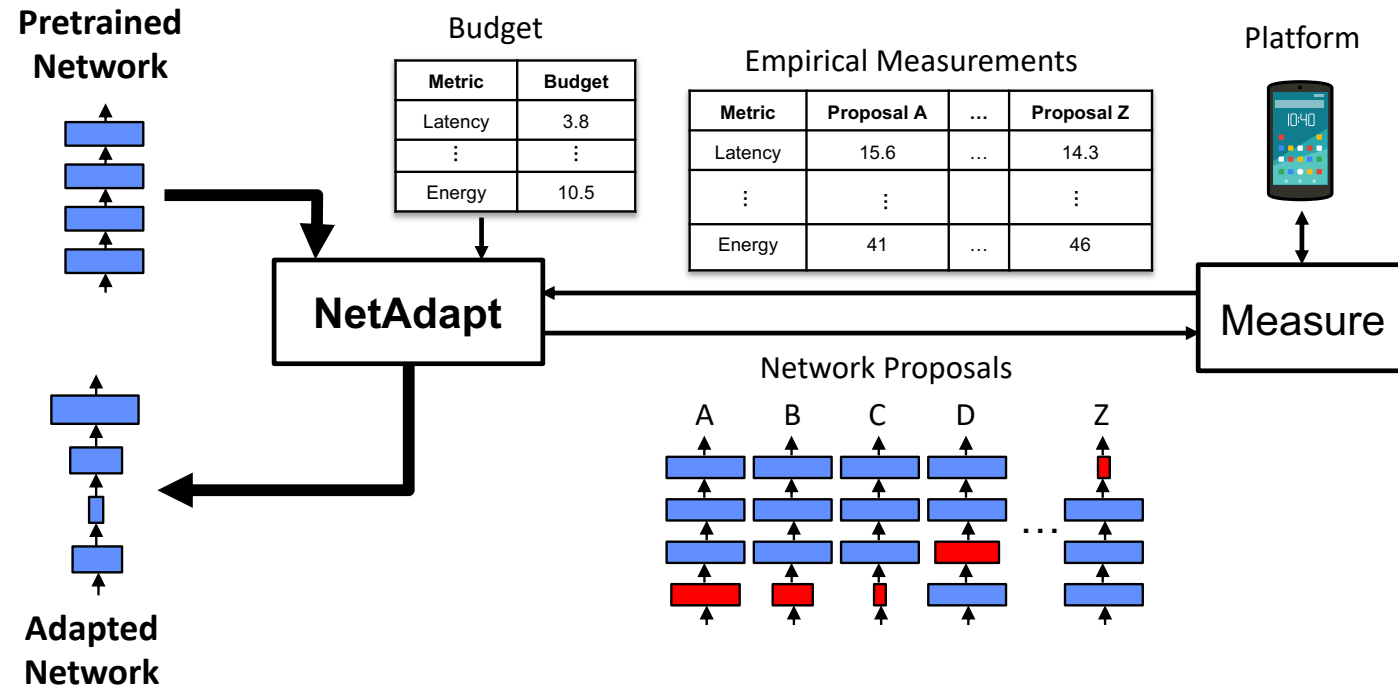 Pretrained
Network
Budget
Metric Budget
Latency 3.8
⋮ ⋮
Energy 10.5
Empirical Measurements
Metric Proposal A … Proposal Z
Latency 15.6 … 14.3
⋮ ⋮ ⋮
Energy 41 … 46
Platform
10:40
NetAdapt
Measure
Network Proposals
A B C D Z
...
Adapted
Network